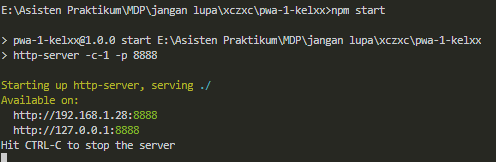 E:\Asisten Praktikum\MDP\jangan lupa\xczxc\pwa-1-kelxx>npm start
> pwa-1-kelxx@1.0.0 start E:\Asisten Praktikum\MDP\jangan lupa\xczxc\pwa-1-kelxx
> http-server -c-1 -p 8888
Starting up http-server, serving ./
Available on:
http://192.168.1.28:8888
http://127.0.0.1:8888
Hit CTRL-C to stop the server